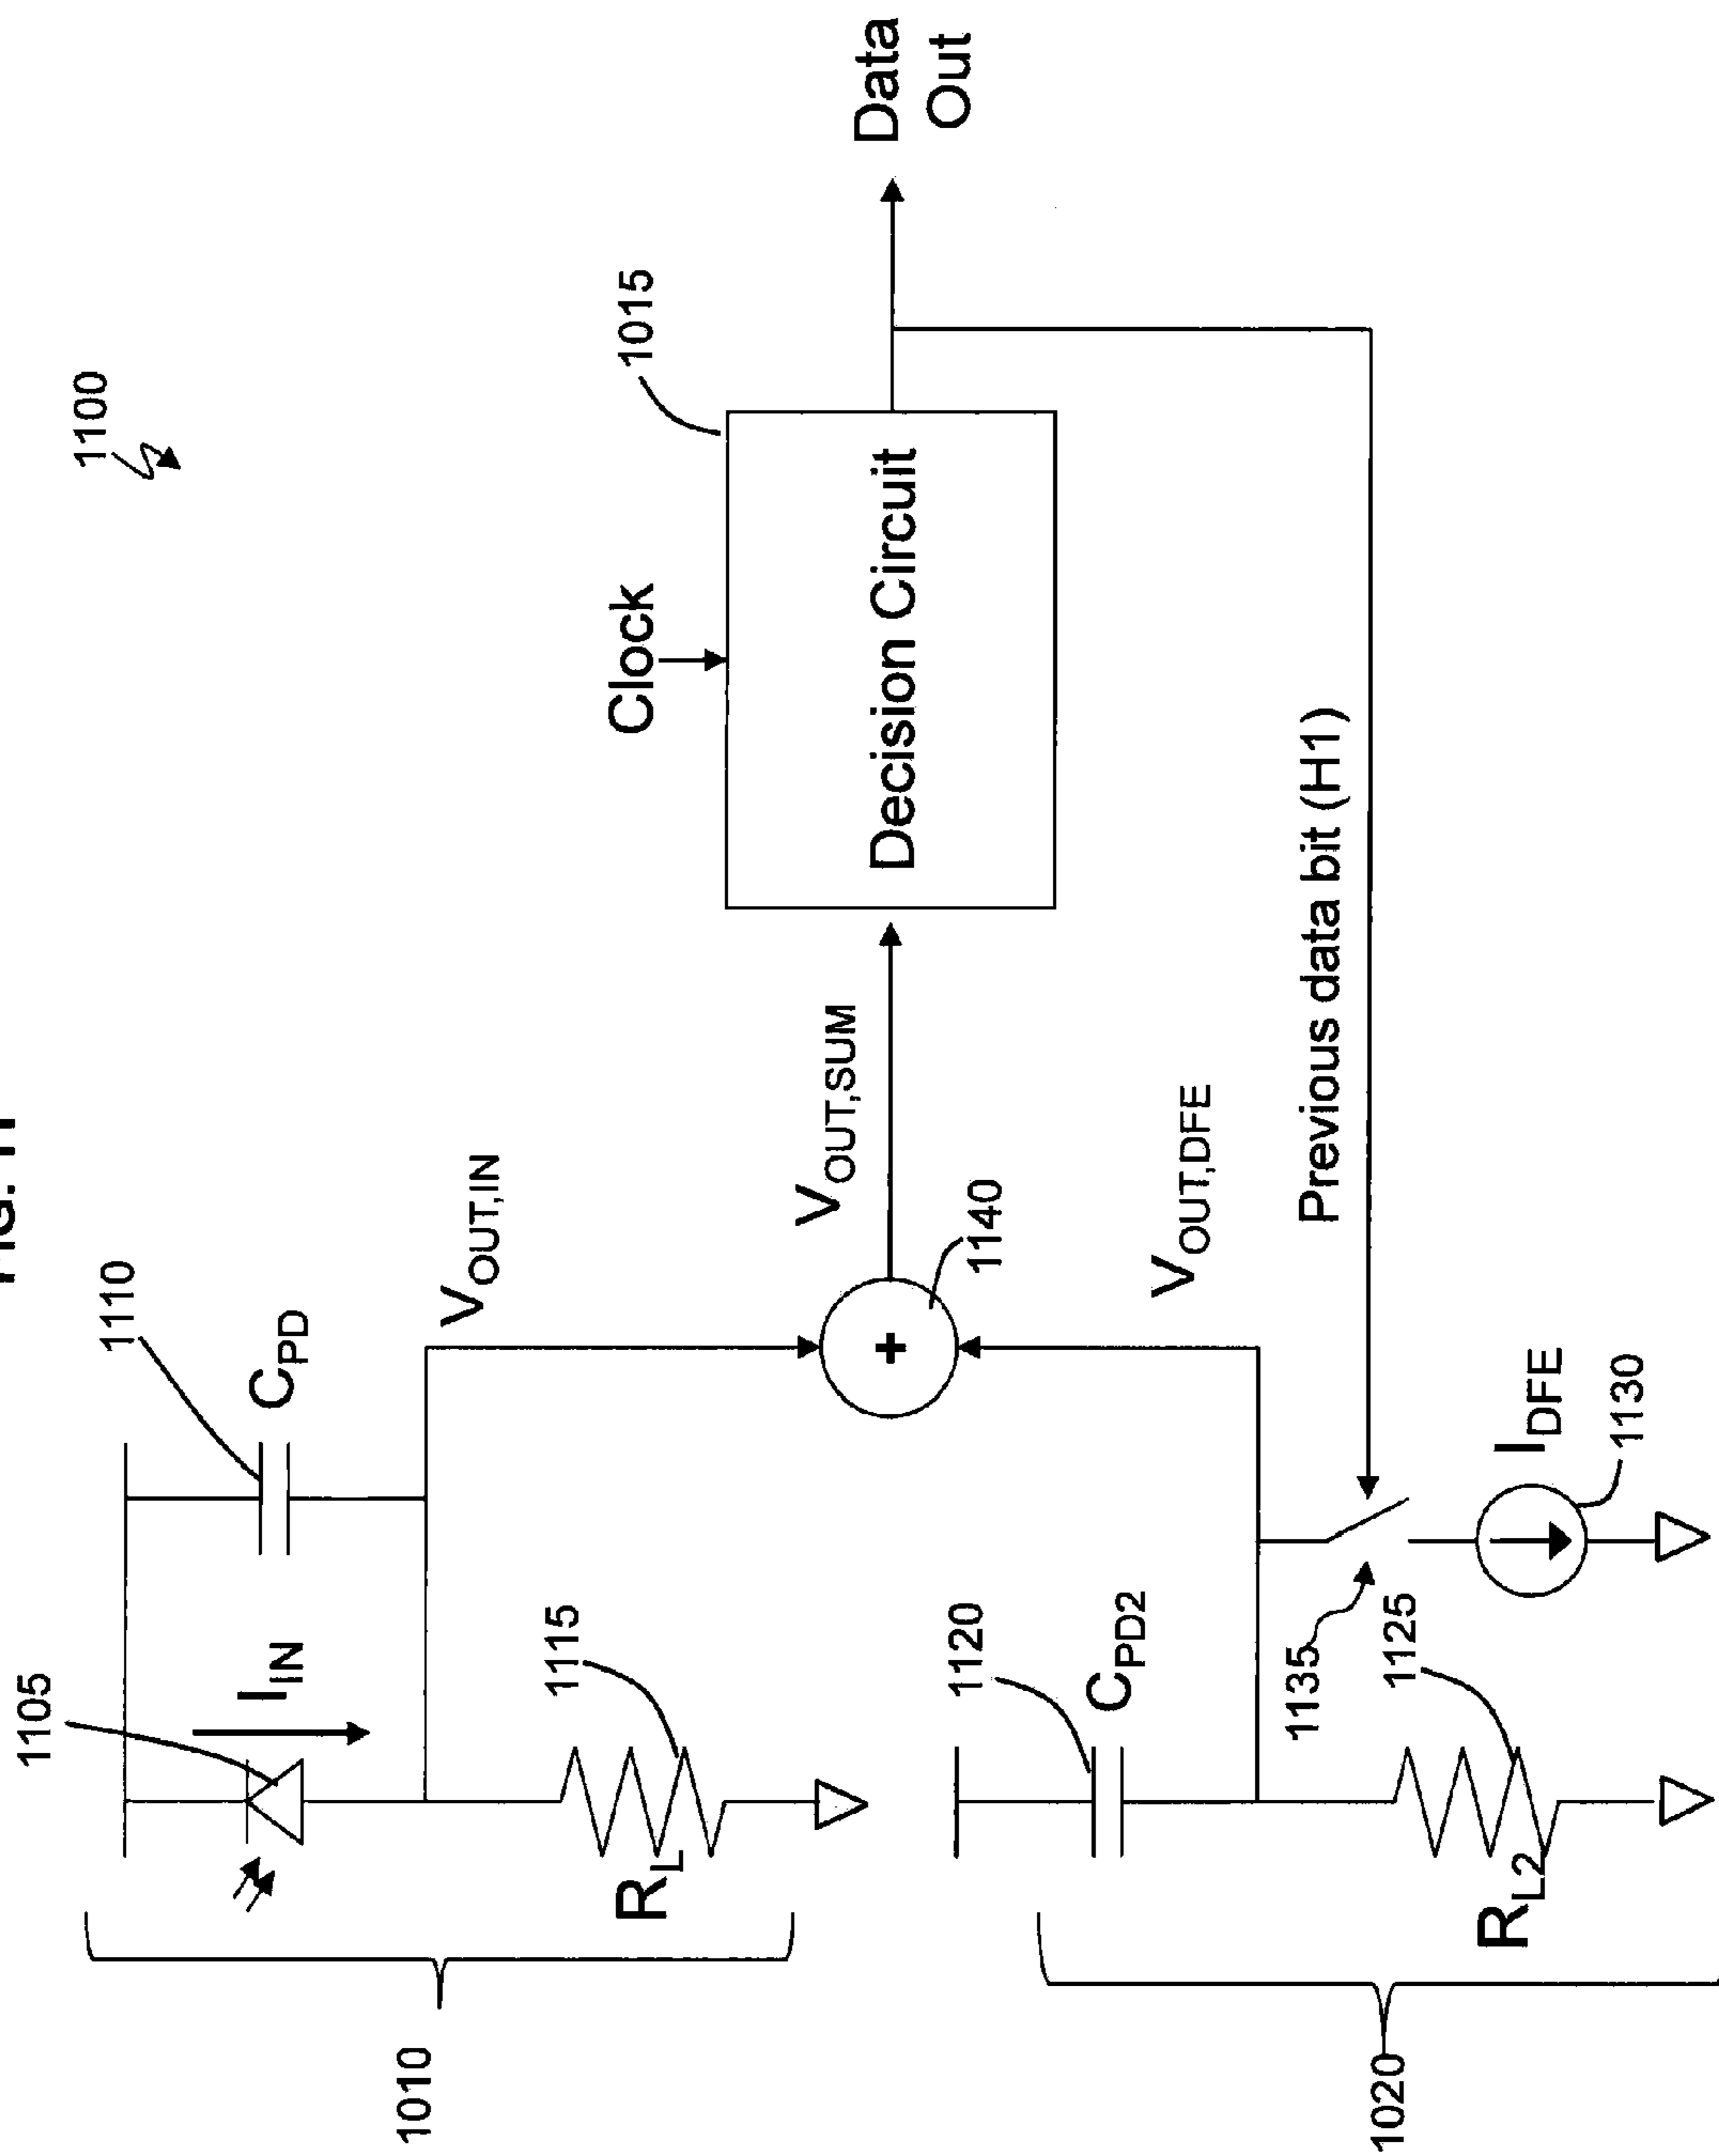 FIG. 11
1100
1105
I_IN
1110
C_PD
V_OUT,IN
1010
R_L
1115
Clock
1015
Decision Circuit
Data
Out
V_OUT,SUM
1140
1120
C_PD2
V_OUT,DFE
Previous data bit (H1)
1135
1125
R_L2
I_DFE
1130
1020